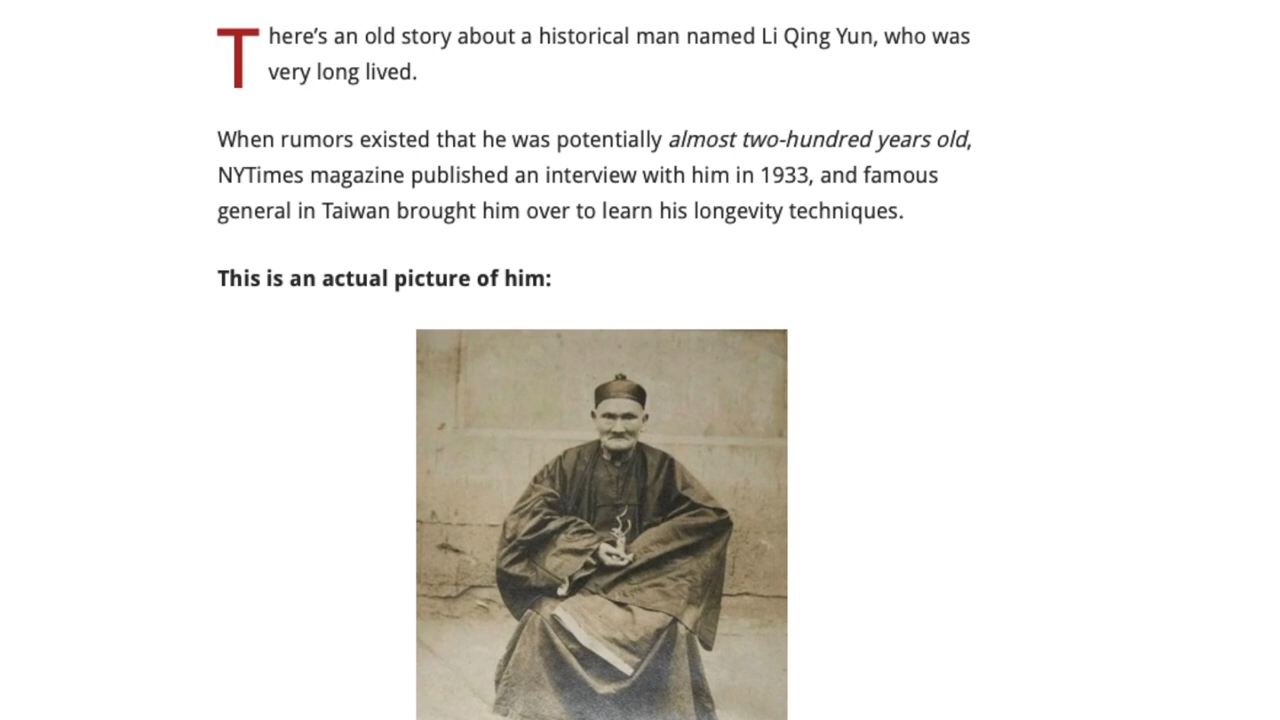 There’s an old story about a historical man named Li Qing Yun, who was
very long lived.
When rumors existed that he was potentially almost two-hundred years old,
NYTimes magazine published an interview with him in 1933, and famous
general in Taiwan brought him over to learn his longevity techniques.
This is an actual picture of him: